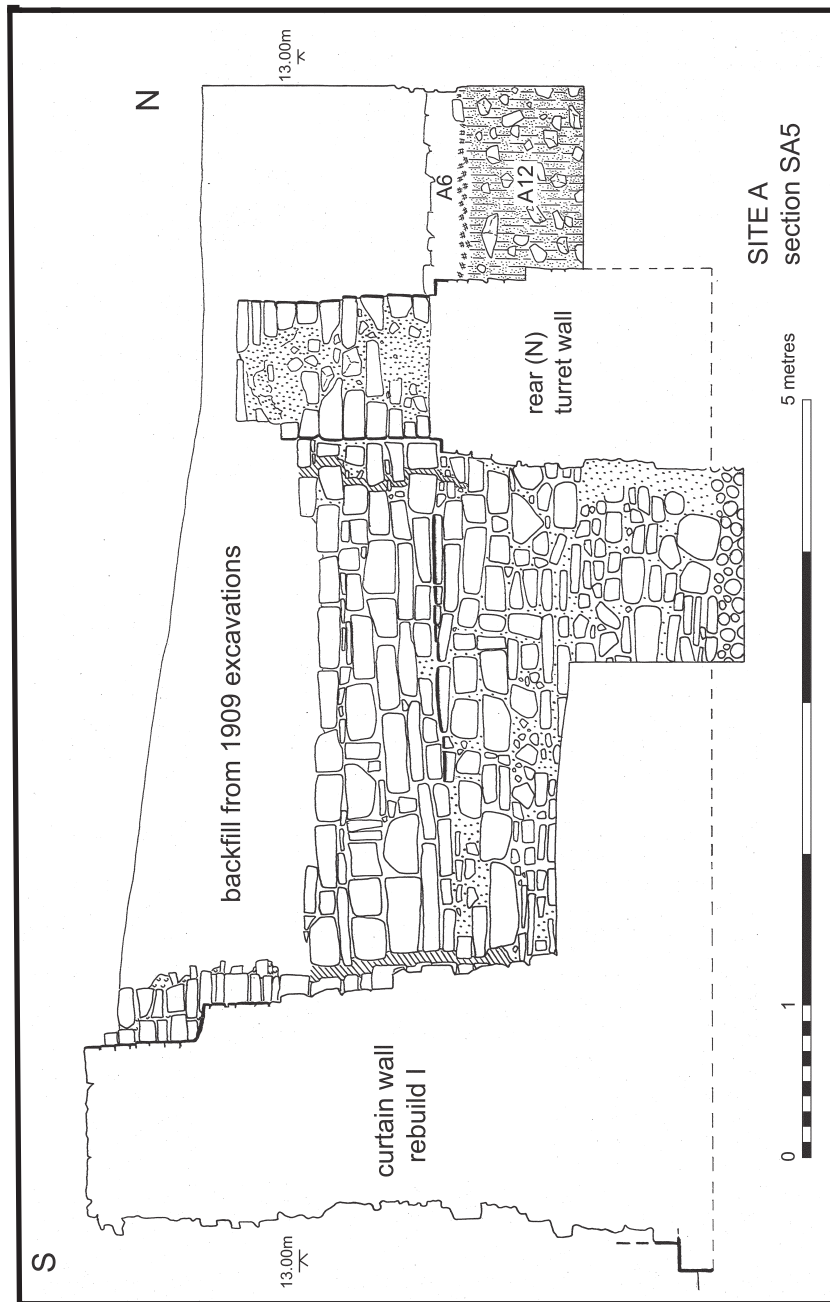 S
N
13.00m
13.00m
backfill from 1909 excavations
curtain wall
rebuild I
A6
A12
rear (N)
turret wall
SITE A
section SA5
0
1
5 metres